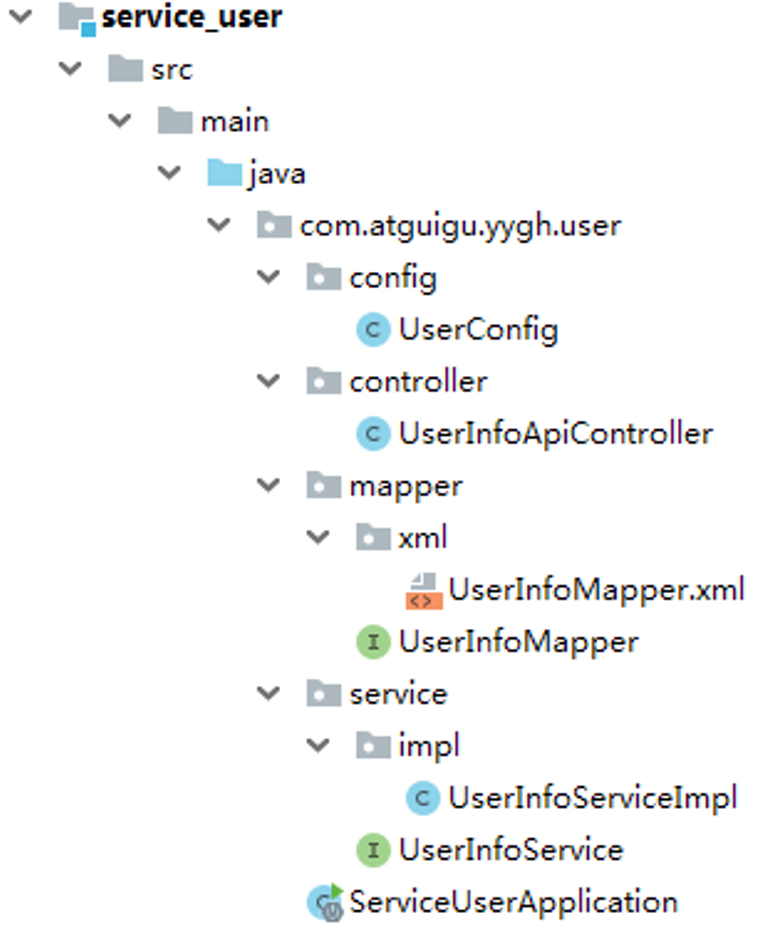 service_user
src
main
java
com.atguigu.yygh.user
config
C UserConfig
controller
C UserInfoApiController
mapper
xml
<> UserInfoMapper.xml
I UserInfoMapper
service
impl
C UserInfoServiceImpl
I UserInfoService
C ServiceUserApplication